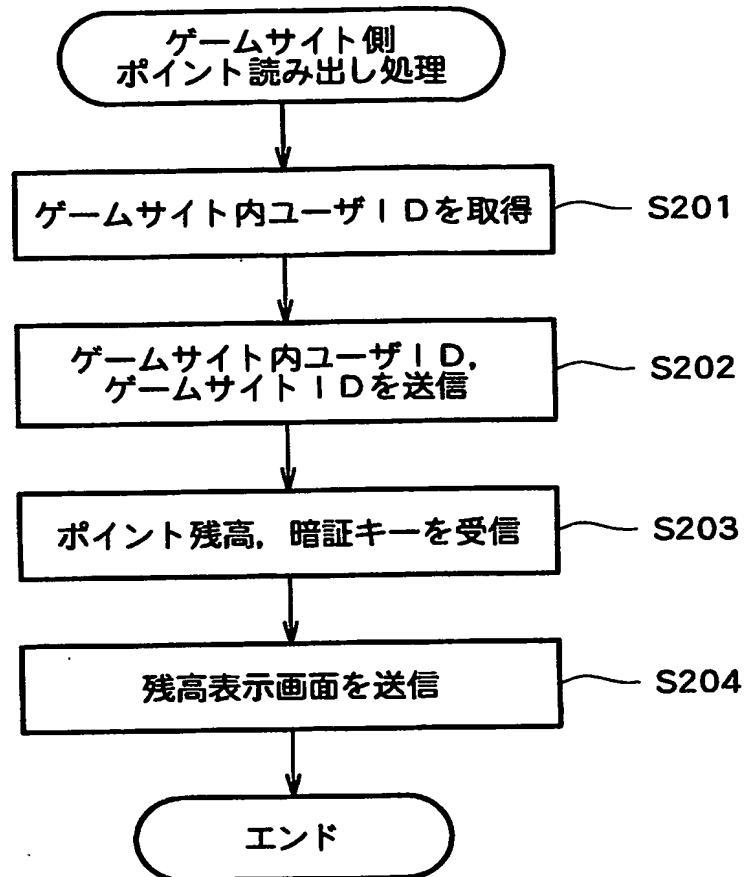 ゲームサイト側
ポイント読み出し処理
ゲームサイト内ユーザIDを取得
S201
ゲームサイト内ユーザID,
ゲームサイトIDを送信
S202
ポイント残高,暗証キーを受信
S203
残高表示画面を送信
S204
エンド